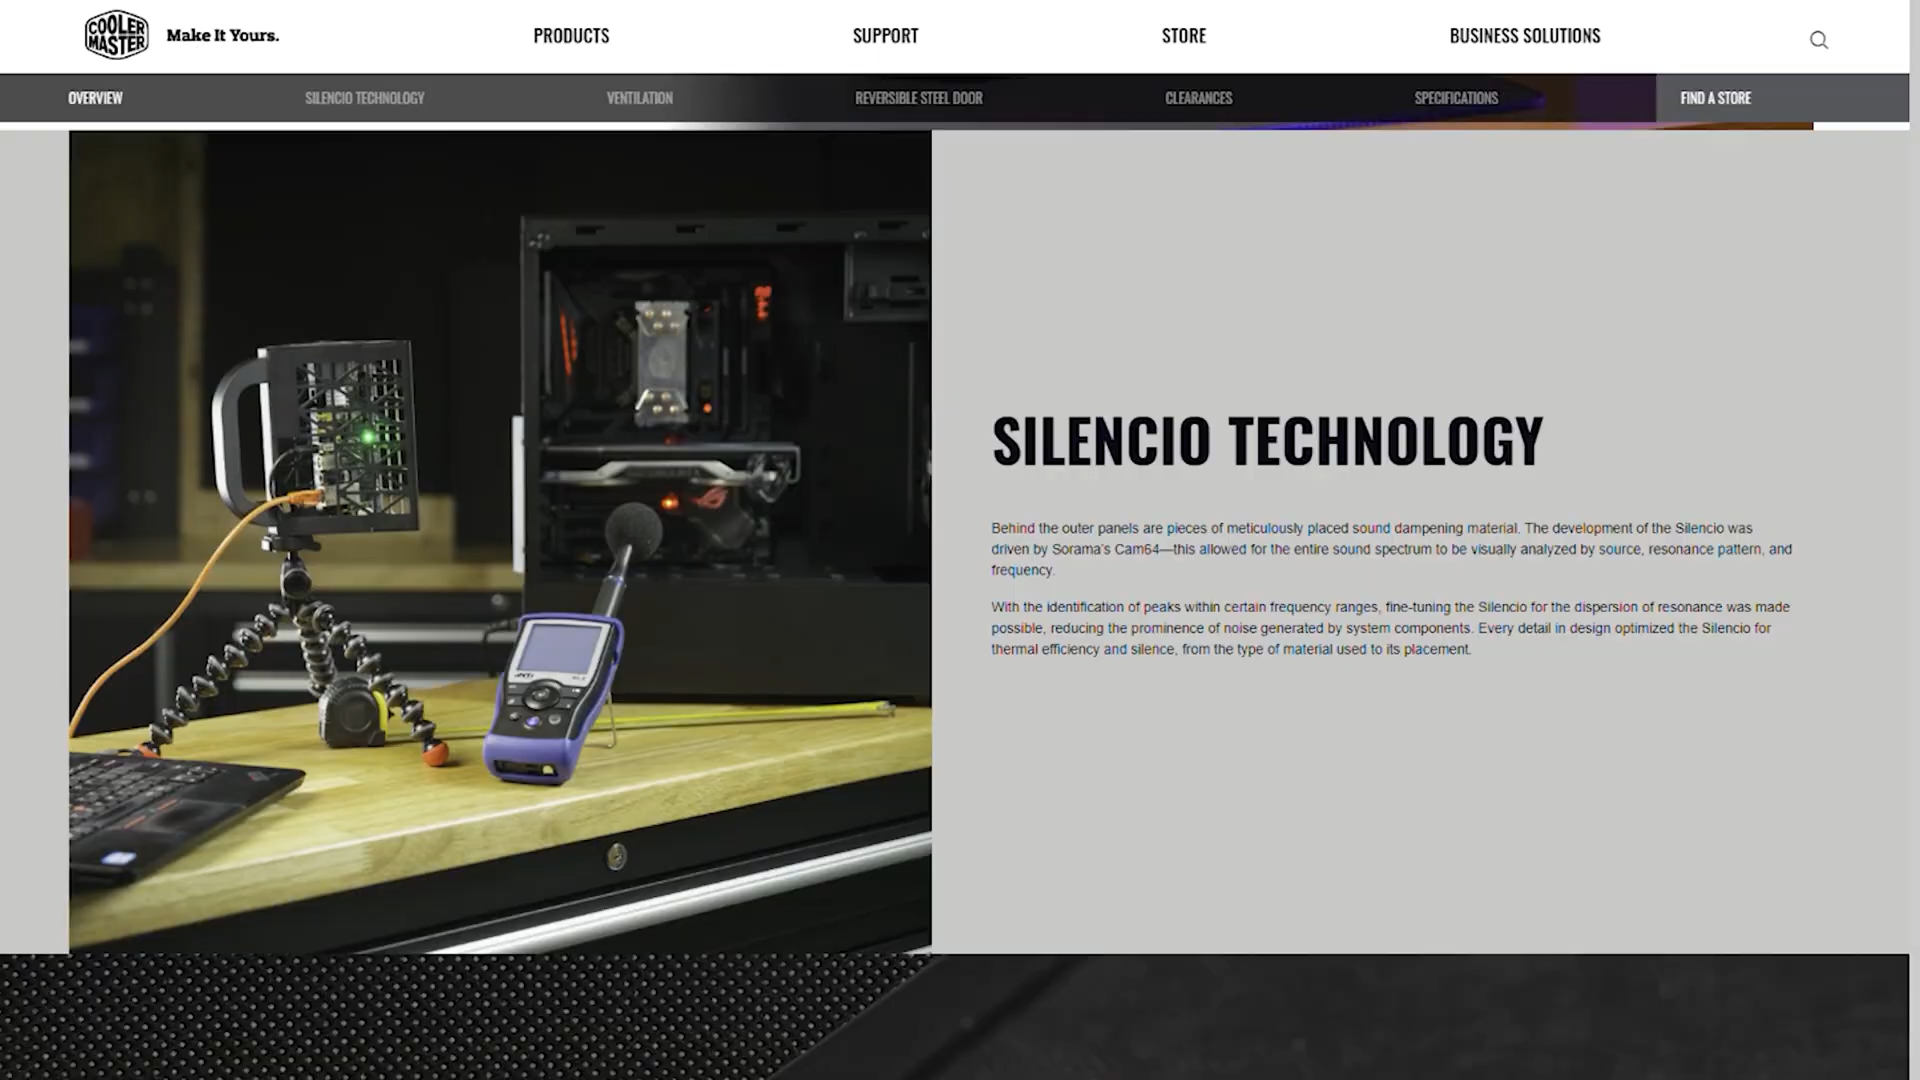 COOLER
MASTER
Make It Yours.
PRODUCTS
SUPPORT
STORE
BUSINESS SOLUTIONS
OVERVIEW
SILENCIO TECHNOLOGY
VENTILATION
REVERSIBLE STEEL DOOR
CLEARANCES
SPECIFICATIONS
FIND A STORE
SILENCIO TECHNOLOGY
Behind the outer panels are pieces of meticulously placed sound dampening material. The development of the Silencio was
driven by Sorama's Cam64—this allowed for the entire sound spectrum to be visually analyzed by source, resonance pattern, and
frequency.
With the identification of peaks within certain frequency ranges, fine-tuning the Silencio for the dispersion of resonance was made
possible, reducing the prominence of noise generated by system components. Every detail in design optimized the Silencio for
thermal efficiency and silence, from the type of material used to its placement.